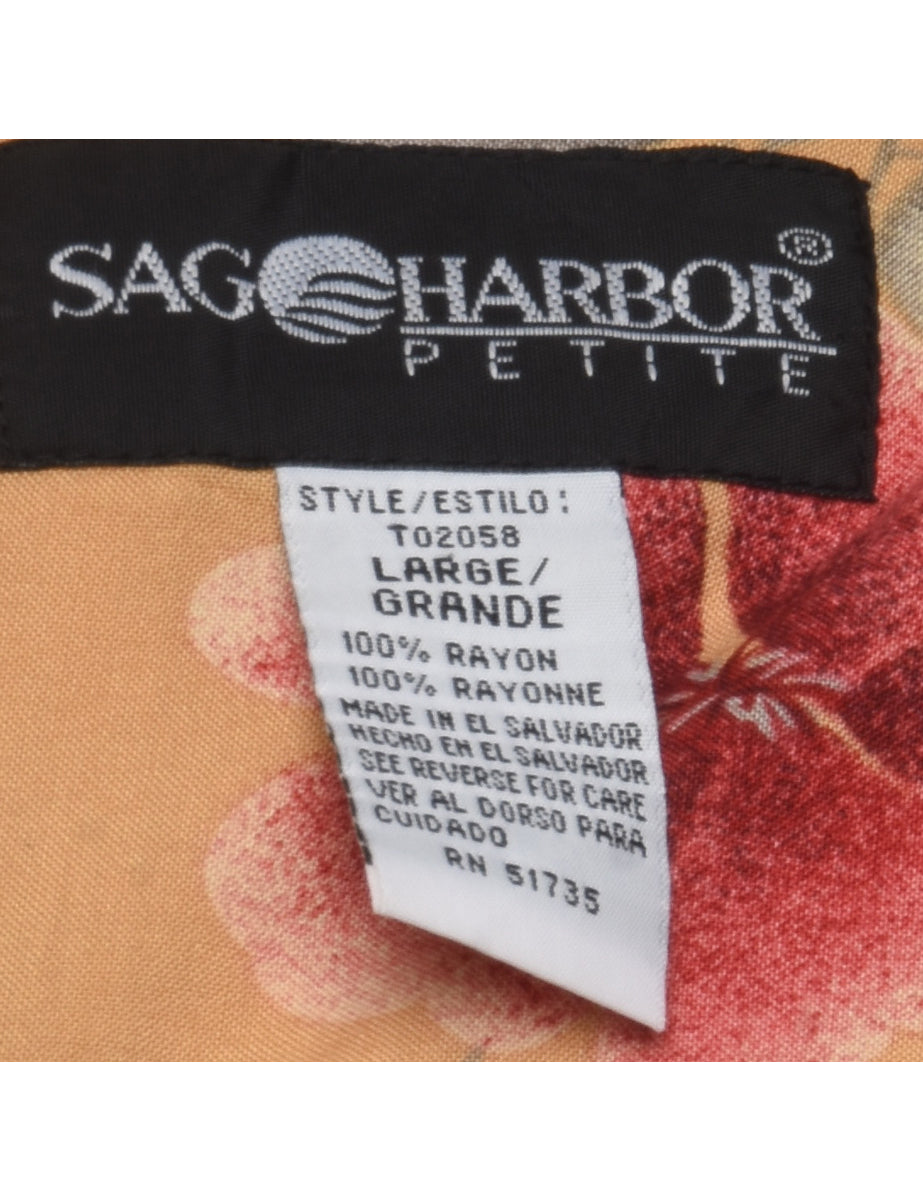 SAG HARBOR®
PETITE
STYLE/ESTILO:
T02058
LARGE/
GRANDE
100% RAYON
100% RAYONNE
MADE IN EL SALVADOR
HECHO EN EL SALVADOR
SEE REVERSE FOR CARE
VER AL DORSO PARA
CUIDADO
RN 51735